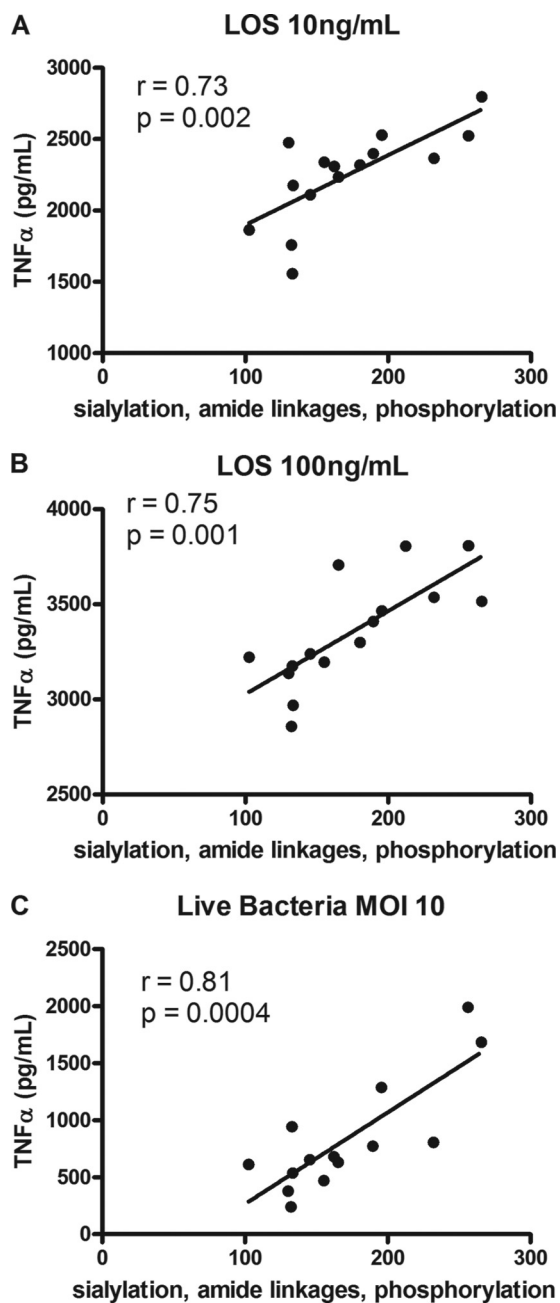 A
LOS 10ng/mL
r = 0.73
p = 0.002
3000
2500
2000
1500
1000
TNFα (pg/mL)
0 100 200 300
sialylation, amide linkages, phosphorylation
B
LOS 100ng/mL
r = 0.75
p = 0.001
4000
3500
3000
2500
TNFα (pg/mL)
0 100 200 300
sialylation, amide linkages, phosphorylation
C
Live Bacteria MOI 10
r = 0.81
p = 0.0004
2500
2000
1500
1000
500
0
TNFα (pg/mL)
0 100 200 300
sialylation, amide linkages, phosphorylation